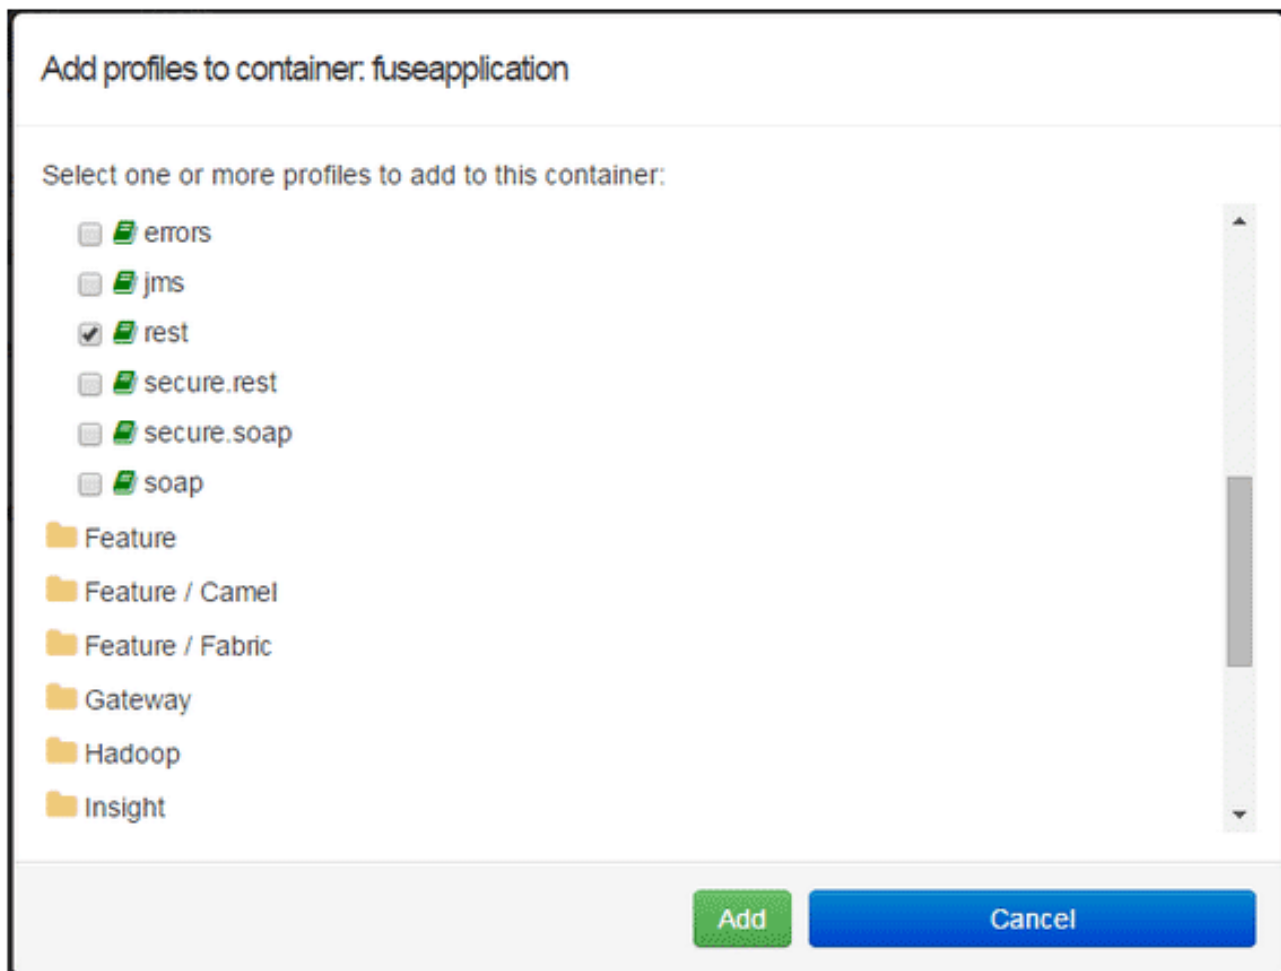 Add profiles to container: fuseapplication
Select one or more profiles to add to this container:
errors
jms
rest
secure.rest
secure.soap
soap
Feature
Feature / Camel
Feature / Fabric
Gateway
Hadoop
Insight
Add
Cancel